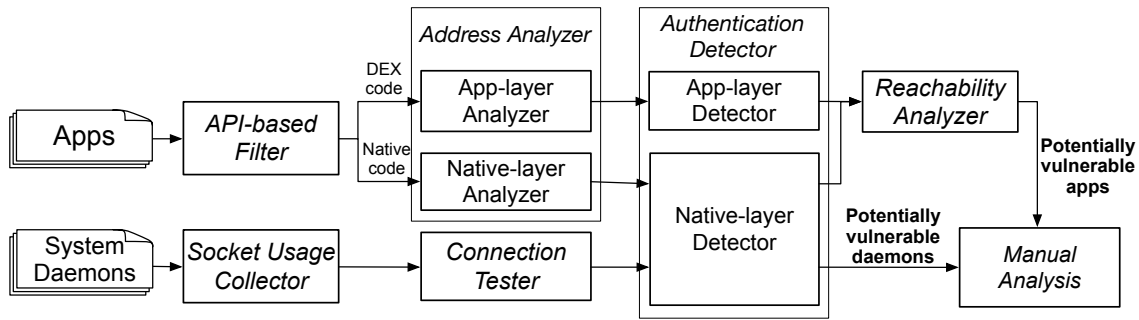 Address Analyzer
Authentication
Detector
DEX
code
App-layer
Analyzer
App-layer
Detector
Reachability
Analyzer
Apps
API-based
Filter
Native
code
Native-layer
Analyzer
Potentially
vulnerable
apps
Native-layer
Detector
Potentially
vulnerable
daemons
System
Daemons
Socket Usage
Collector
Connection
Tester
Manual
Analysis